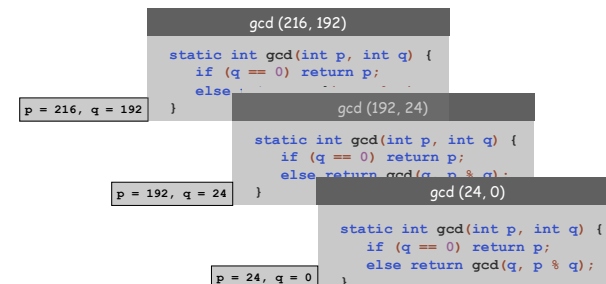 gcd (216, 192)
static int gcd(int p, int q) {
if (q == 0) return p;
else
p = 216, q = 192
}
gcd (192, 24)
static int gcd(int p, int q) {
if (q == 0) return p;
else return gcd(q, p % q);
p = 192, q = 24
}
gcd (24, 0)
static int gcd(int p, int q) {
if (q == 0) return p;
else return gcd(q, p % q);
p = 24, q = 0
}